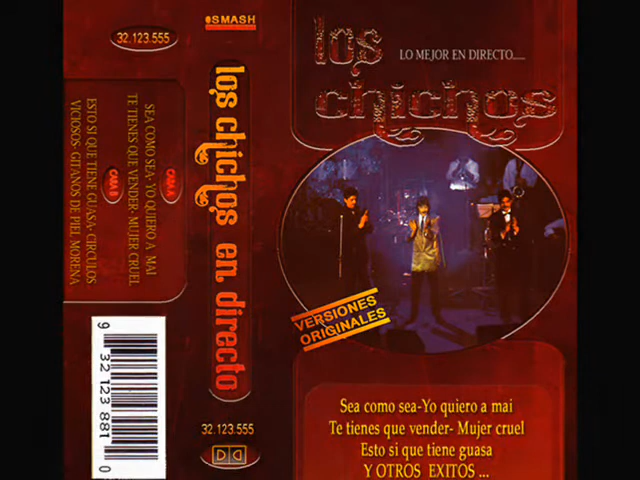 32.123.555
SEA COMO SEA- YO QUIERO A MAI
TE TIENES QUE VENDER- MUJER CRUEL
CARA A
CARA B
ESTO SI QUE TIENE GUASA- CIRCULOS
VICIOSOS- GITANOS DE PIEL MORENA
9 32 123 881 0
SMASH
los chichos en directo
32.123.555
los
LO MEJOR EN DIRECTO.....
chichos
VERSIONES
ORIGINALES
Sea como sea-Yo quiero a mai
Te tienes que vender- Mujer cruel
Esto si que tiene guasa
Y OTROS EXITOS ...